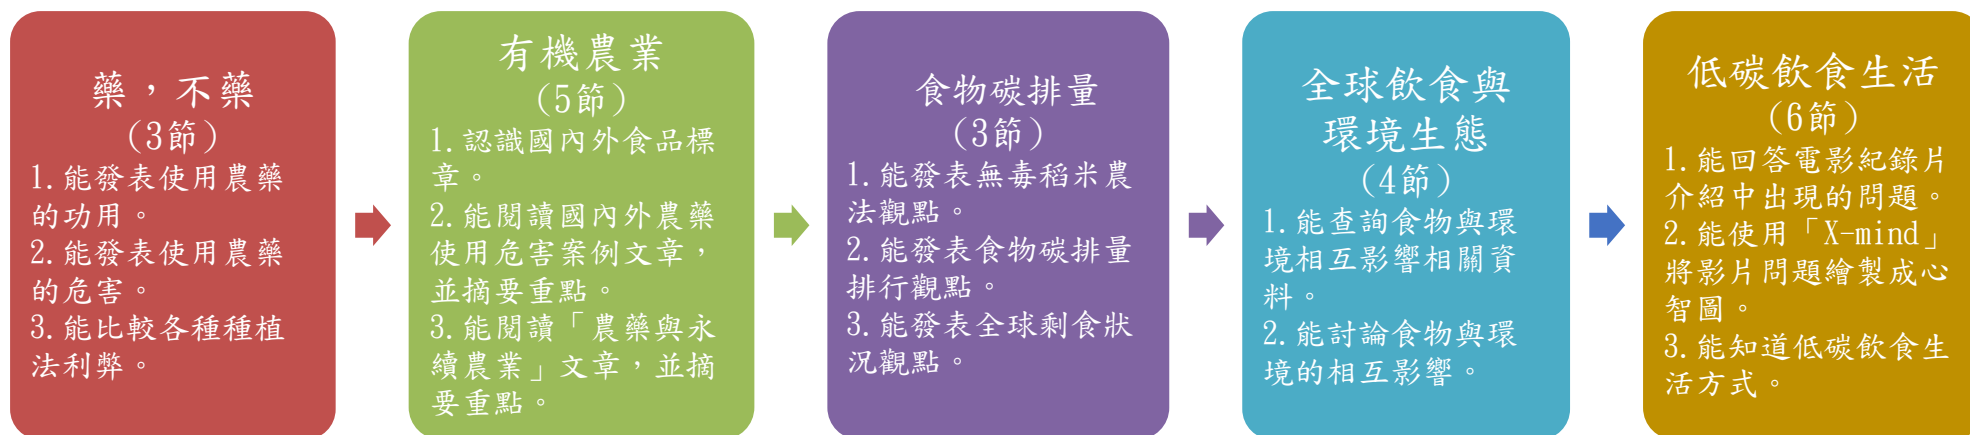 藥，不藥
(3節)
1.能發表使用農藥
的功用。
2.能發表使用農藥
的危害。
3.能比較各種種植
法利弊。
有機農業
(5節)
1.認識國內外食品標
章。
2.能閱讀國內外農藥
使用危害案例文章，
並摘要重點。
3.能閱讀「農藥與永
續農業」文章，並摘
要重點。
食物碳排量
(3節)
1.能發表無毒稻米農
法觀點。
2.能發表食物碳排量
排行觀點。
3.能發表全球剩食狀
況觀點。
全球飲食與
環境生態
(4節)
1.能查詢食物與環
境相互影響相關資
料。
2.能討論食物與環
境的相互影響。
低碳飲食生活
(6節)
1.能回答電影紀錄片
介紹中出現的問題。
2.能使用「X-mind」
將影片問題繪製成心
智圖。
3.能知道低碳飲食生
活方式。